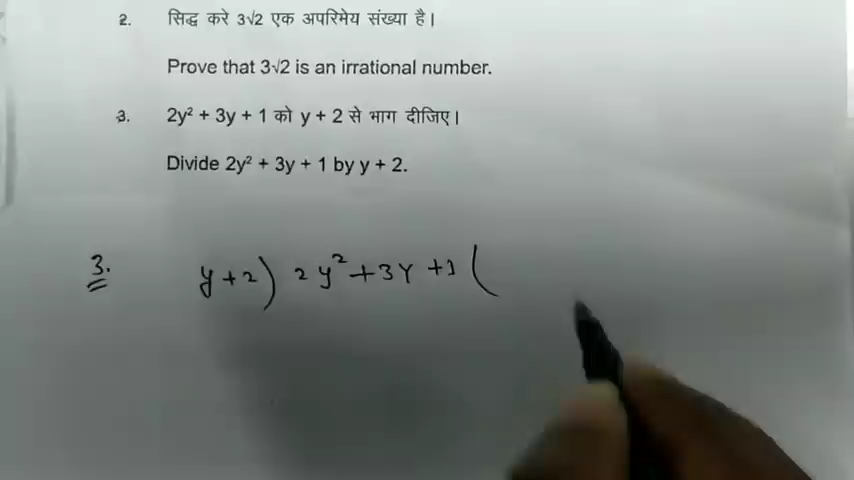 2. सिद्ध करे 3√2 एक अपरिमेय संख्या है।
Prove that 3√2 is an irrational number.
3. 2y² + 3y + 1 को y + 2 से भाग दीजिए।
Divide 2y² + 3y + 1 by y + 2.
3. y+2) 2y²+3y+1(